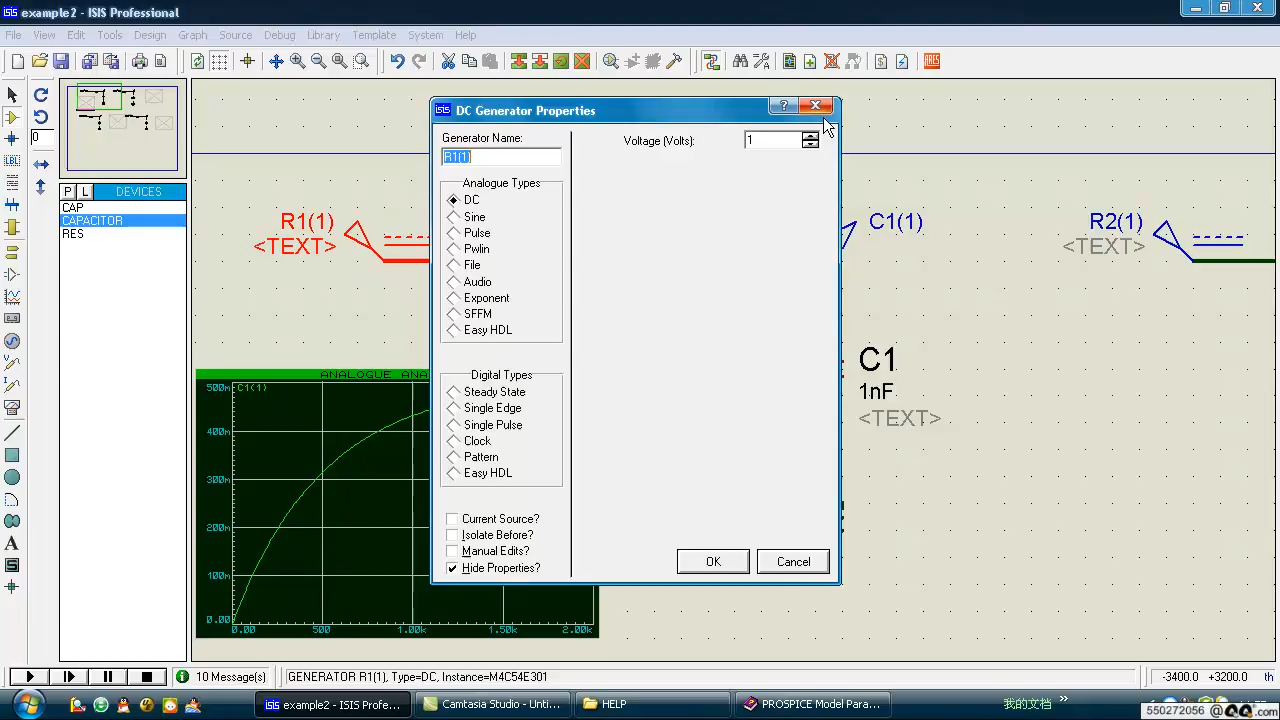 example2 - ISIS Professional
File View Edit Tools Design Graph Source Debug Library Template System Help
0
P L DEVICES
CAP
CAPACITOR
RES
DC Generator Properties
Generator Name:
R1(1)
Analogue Types
DC
Sine
Pulse
Pwlin
File
Audio
Exponent
SFFM
Easy HDL
Digital Types
Steady State
Single Edge
Single Pulse
Clock
Pattern
Easy HDL
Current Source?
Isolate Before?
Manual Edits?
Hide Properties?
Voltage (Volts): 1
OK Cancel
R1(1)
<TEXT>
C1(1)
R2(1)
<TEXT>
C1
1nF
<TEXT>
ANALOGUE ANA
C1(1)
500m
400m
300m
200m
100m
0.00
0.00 500 1.00k 1.50k 2.00k
10 Message(s) GENERATOR R1(1), Type=DC, Instance=M4C54E301 -3400.0 +3200.0 th
example2 - ISIS Profe... Camtasia Studio - Unti... HELP PROSPICE Model Para... 我的文档
550272056 @QQ.com